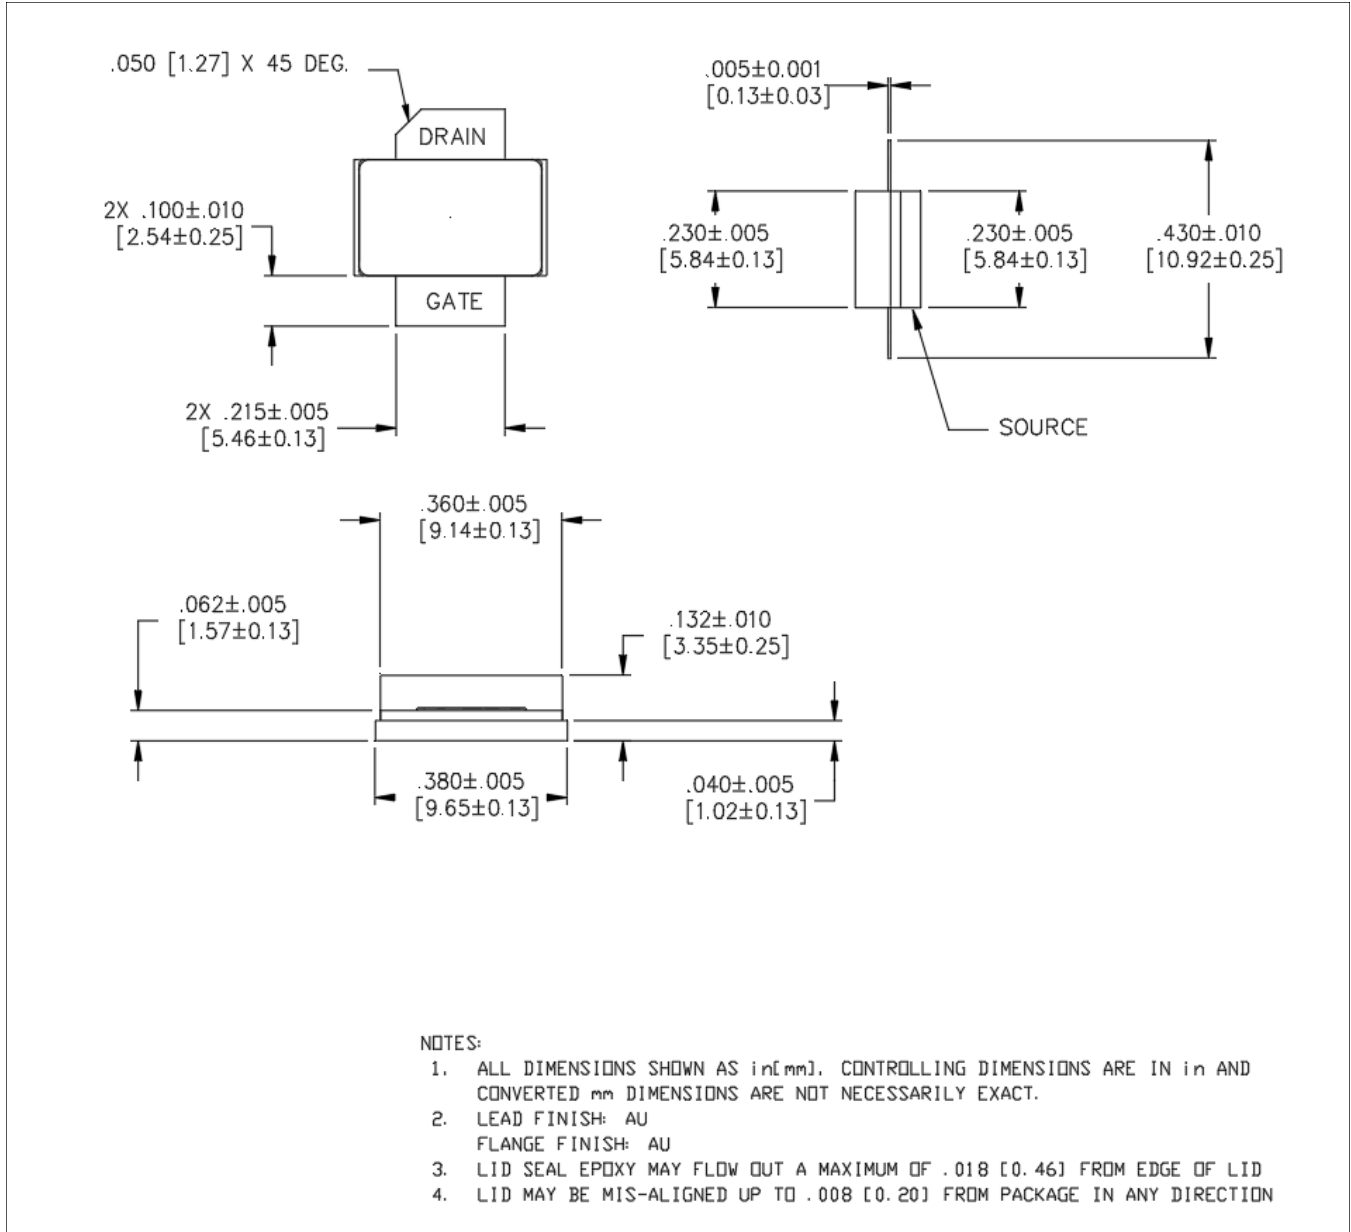 .050 [1.27] X 45 DEG.
DRAIN
2X .100±.010
[2.54±0.25]
GATE
2X .215±.005
[5.46±0.13]
.005±0.001
[0.13±0.03]
.230±.005
[5.84±0.13]
.230±.005
[5.84±0.13]
.430±.010
[10.92±0.25]
SOURCE
.360±.005
[9.14±0.13]
.062±.005
[1.57±0.13]
.132±.010
[3.35±0.25]
.380±.005
[9.65±0.13]
.040±.005
[1.02±0.13]
NOTES:
1. ALL DIMENSIONS SHOWN AS in[mm]. CONTROLLING DIMENSIONS ARE IN in AND
CONVERTED mm DIMENSIONS ARE NOT NECESSARILY EXACT.
2. LEAD FINISH: AU
FLANGE FINISH: AU
3. LID SEAL EPOXY MAY FLOW OUT A MAXIMUM OF .018 [0.46] FROM EDGE OF LID
4. LID MAY BE MIS-ALIGNED UP TO .008 [0.20] FROM PACKAGE IN ANY DIRECTION